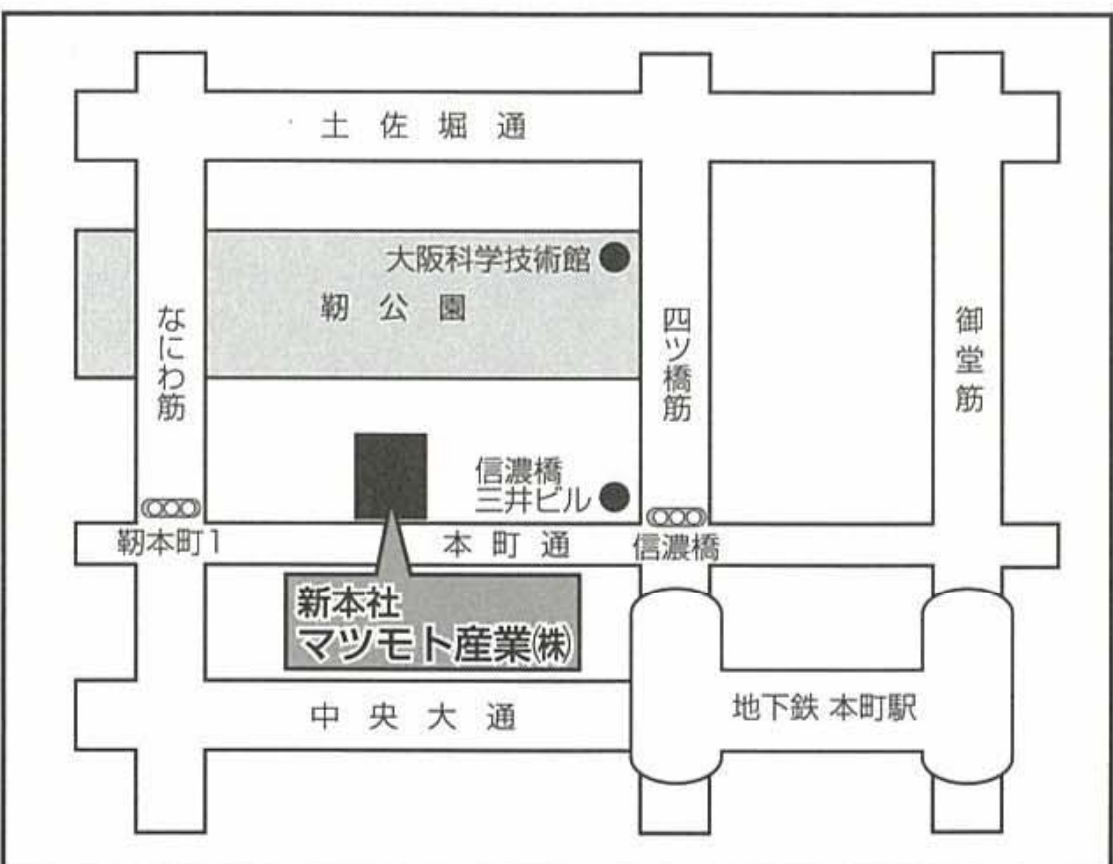 土佐堀通
大阪科学技術館
靭公園
なにわ筋
四ツ橋筋
御堂筋
信濃橋
三井ビル
靭本町1
本町通
信濃橋
新本社
マツモト産業㈱
中央大通
地下鉄 本町駅